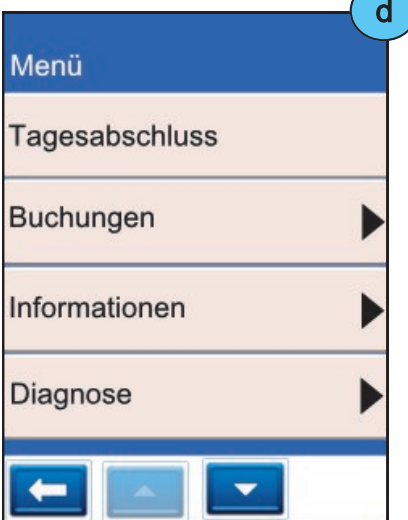 d
Menü
Tagesabschluss
Buchungen
Informationen
Diagnose